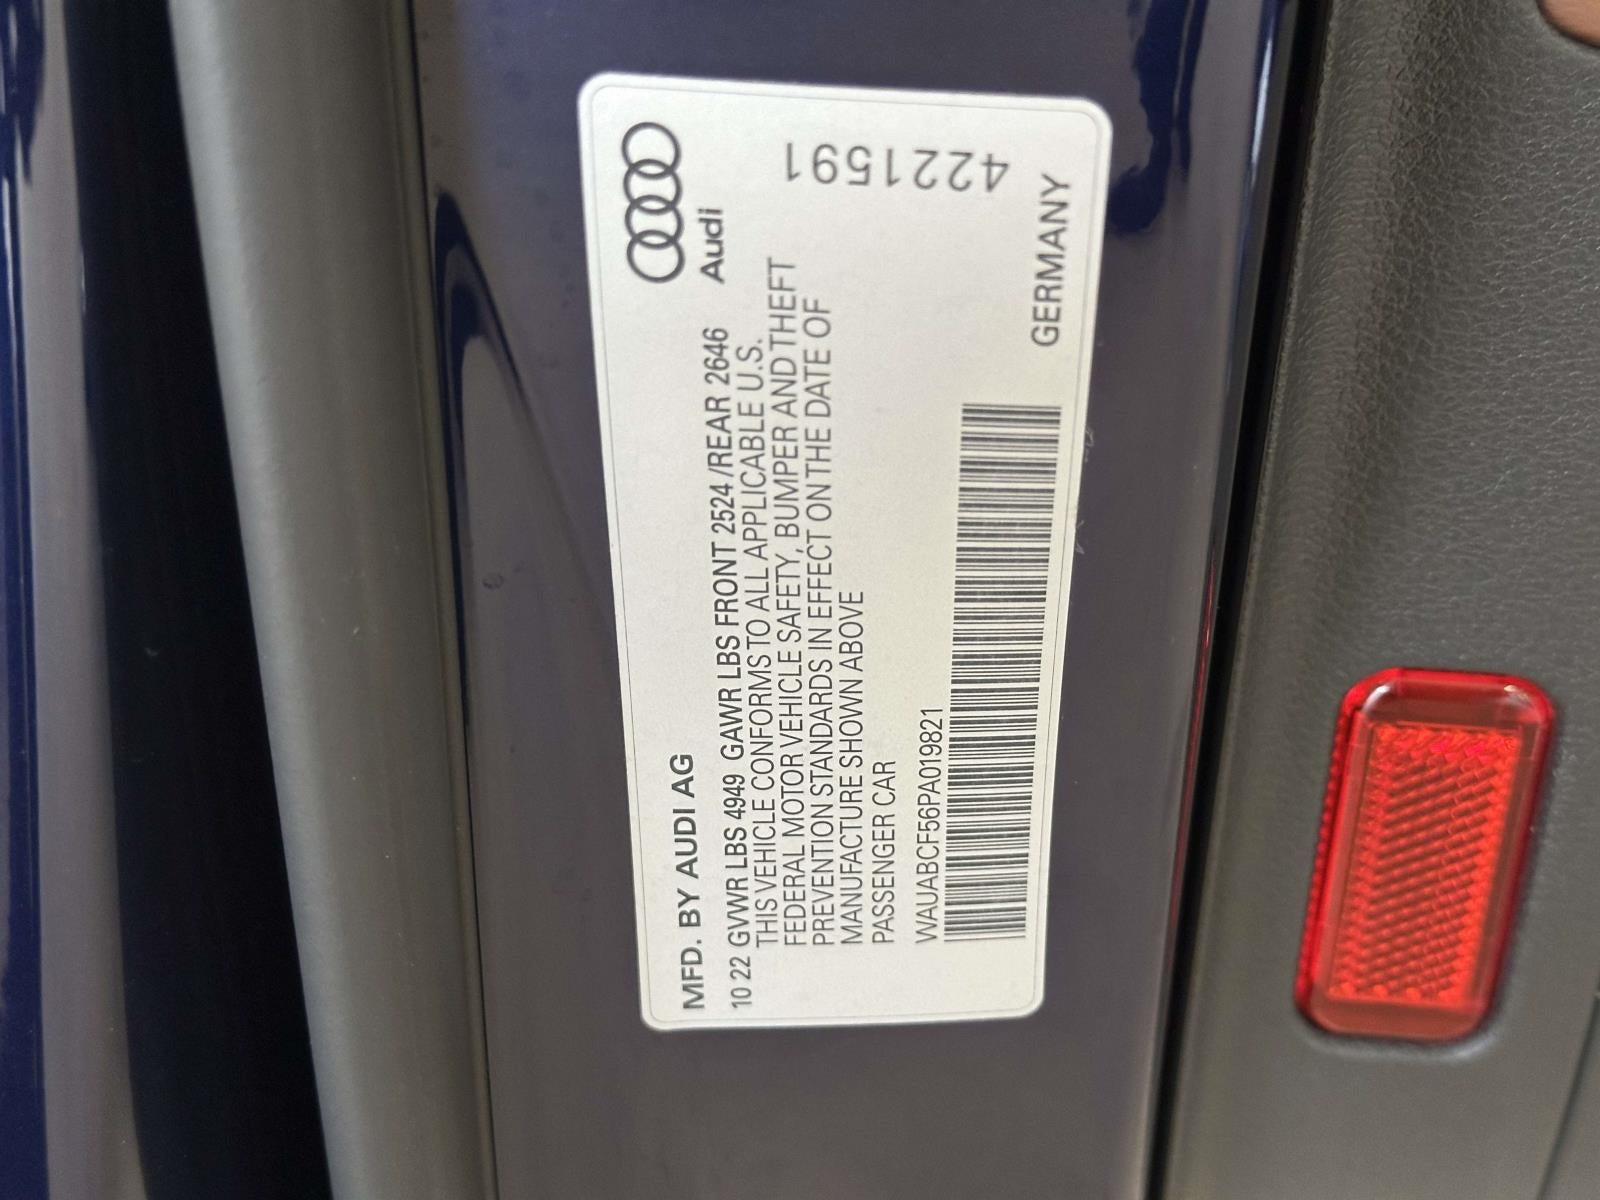 Audi
MFD. BY AUDI AG
10 22 GVWR LBS 4949 GAWR LBS FRONT 2524 /REAR 2646
THIS VEHICLE CONFORMS TO ALL APPLICABLE U.S.
FEDERAL MOTOR VEHICLE SAFETY, BUMPER AND THEFT
PREVENTION STANDARDS IN EFFECT ON THE DATE OF
MANUFACTURE SHOWN ABOVE
PASSENGER CAR
WAUABCF56PA019821
GERMANY
4221591